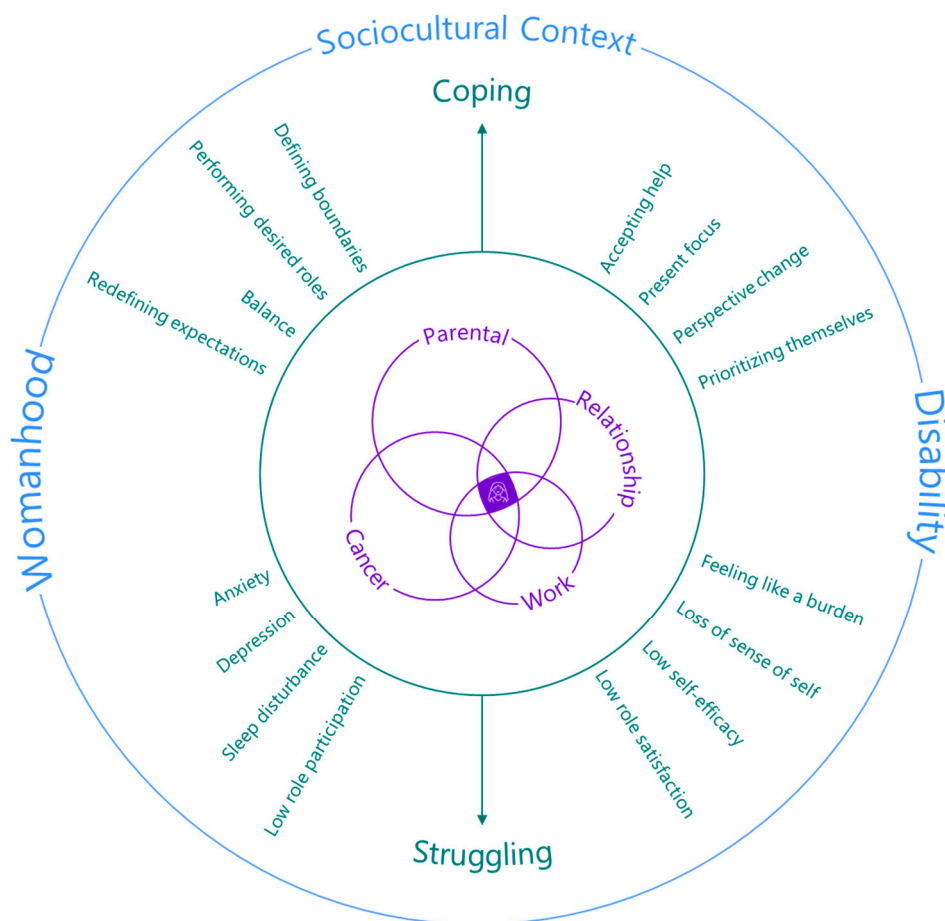 Sociocultural Context
Coping
Defining boundaries
Performing desired roles
Balance
Redefining expectations
Accepting help
Present focus
Perspective change
Prioritizing themselves
Womanhood
Disability
Parental
Relationship
Cancer
Work
Anxiety
Depression
Sleep disturbance
Low role participation
Feeling like a burden
Loss of sense of self
Low self-efficacy
Low role satisfaction
Struggling